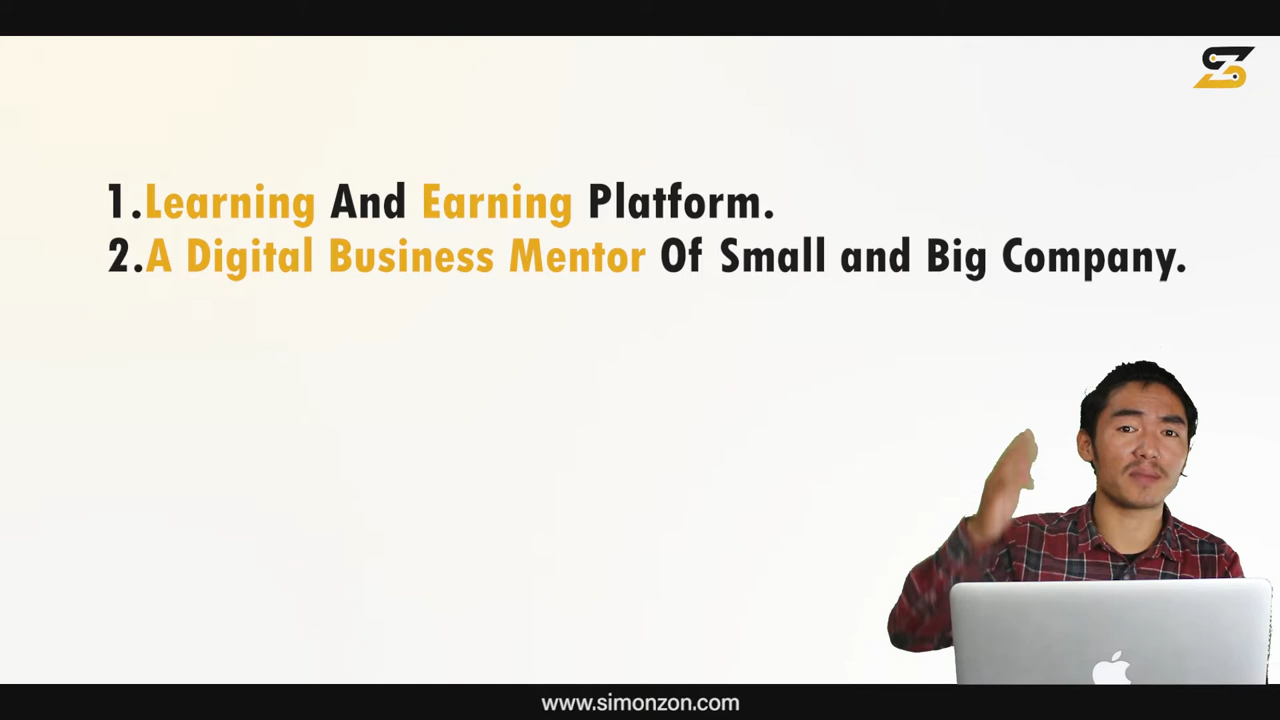 1.Learning And Earning Platform.
2.A Digital Business Mentor Of Small and Big Company.
www.simonzon.com